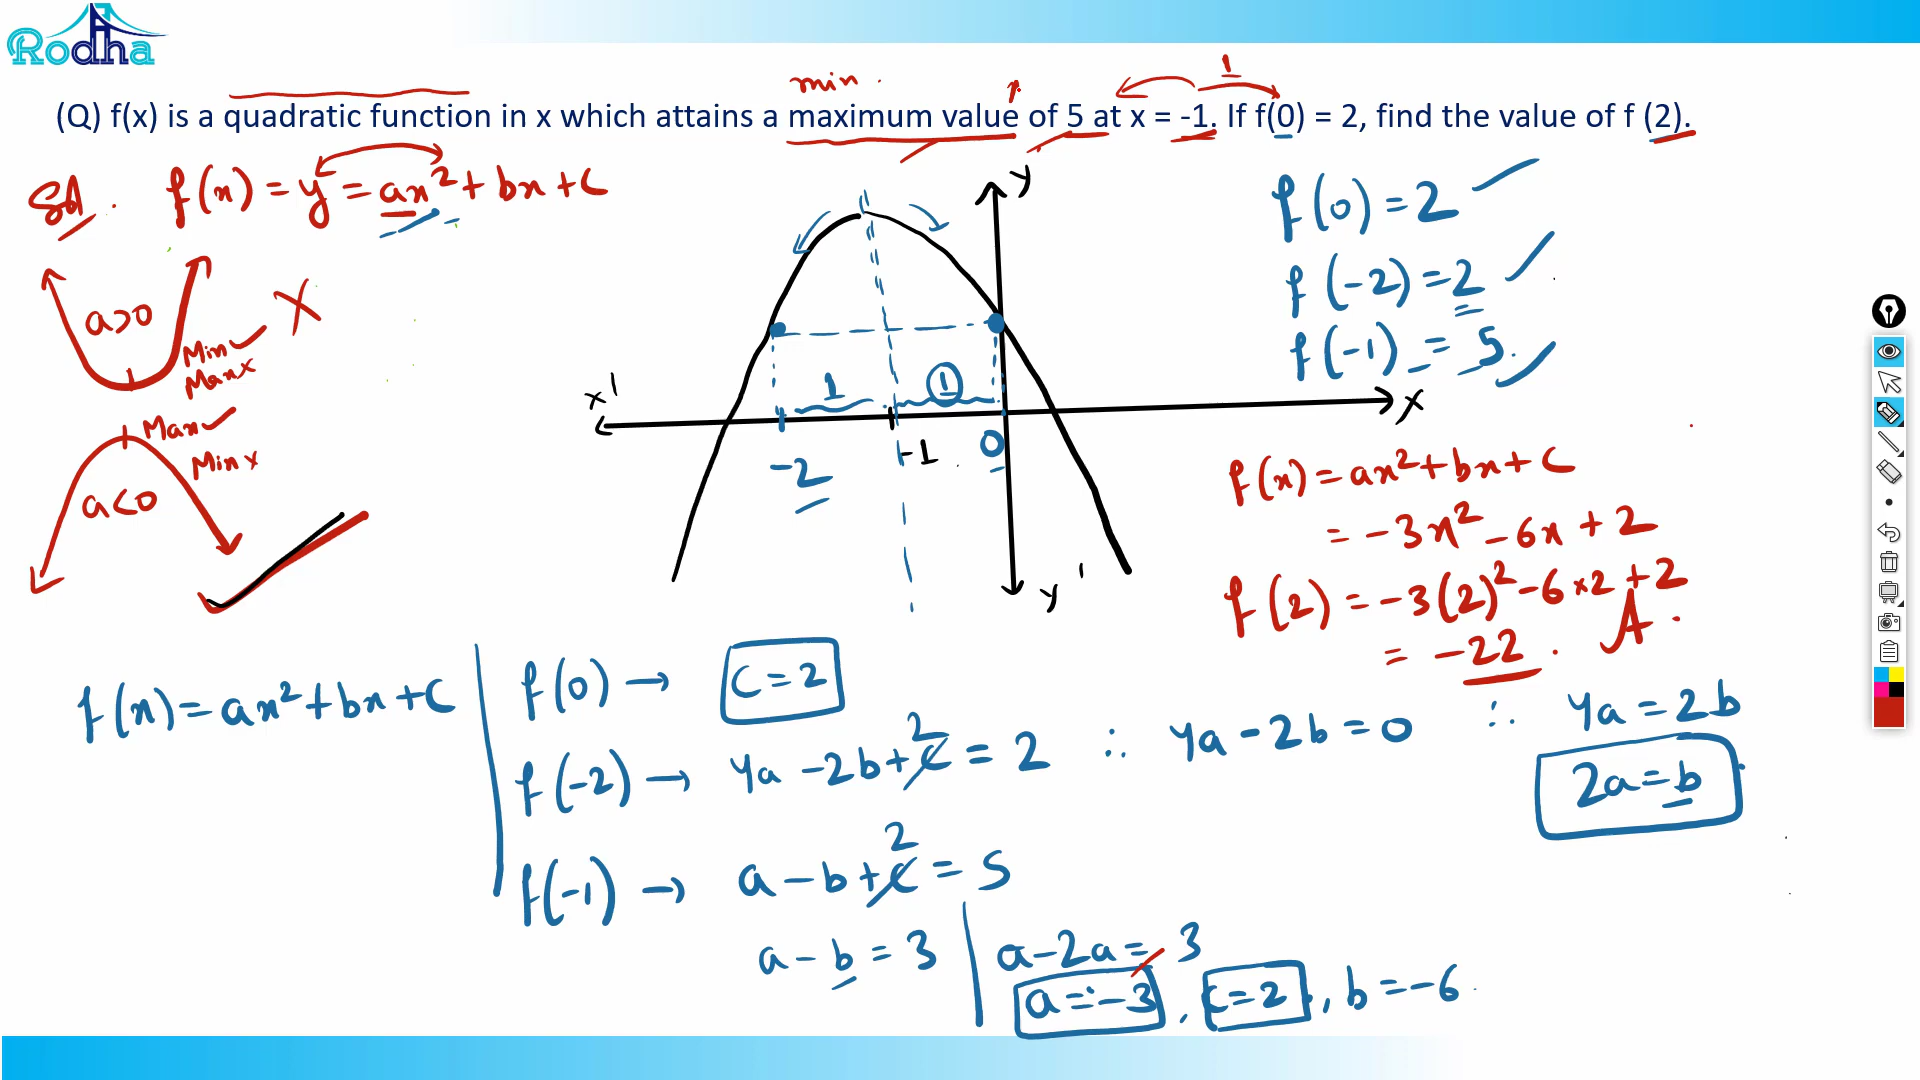 Rodha
min.
1
(Q) f(x) is a quadratic function in x which attains a maximum value of 5 at x = -1. If f(0) = 2, find the value of f (2).
f(x) = y = ax² + bx + c
a>0
Min ✓
Max x
X
Max ✓
Min x
a<0
y
x'
1
1
x
-2
-1
0
y'
f(0) = 2
f(-2) = 2
f(-1) = 5.
f(x) = ax² + bx + c
= -3x² - 6x + 2
f(2) = -3(2)² - 6 × 2 + 2
= -22. A.
f(x) = ax² + bx + c
f(0) → c = 2
f(-2) → 4a - 2b + c 2 = 2 ∴ 4a - 2b = 0 ∴ 4a = 2b
2a = b
f(-1) → a - b + c 2 = 5
a - b = 3
a - 2a = 3
a = -3, c = 2, b = -6